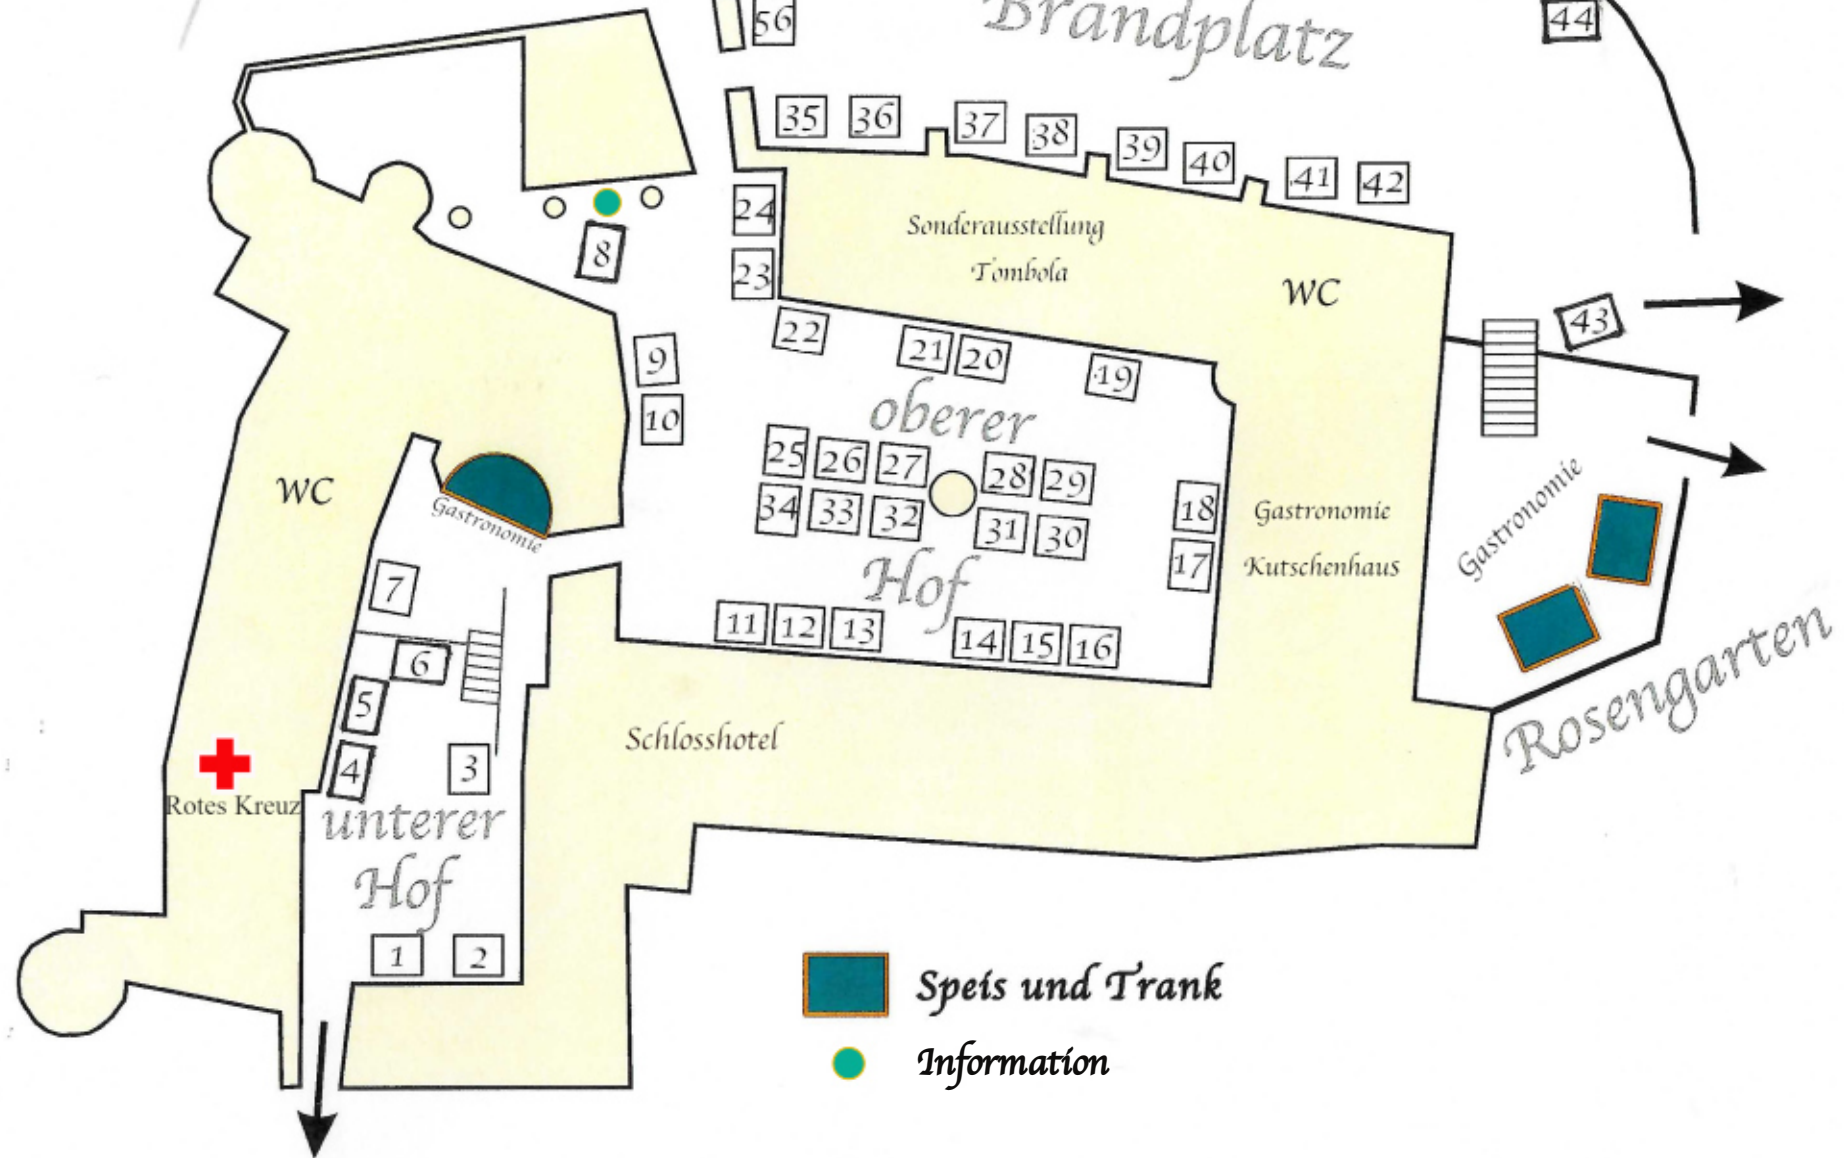 56
Brandplatz
44
35 36 37 38 39 40 41 42
24
Sonderausstellung
8
23
Tombola
WC
43
22
21 20
19
9
10
oberer
25 26 27 28 29
34 33 32 31 30
18
17
WC
Gastronomie
Gastronomie
Kutschenhaus
Gastronomie
Hof
7
11 12 13 14 15 16
6
5
4
3
Schlosshotel
Rosengarten
Rotes Kreuz
unterer
Hof
1 2
Speis und Trank
Information